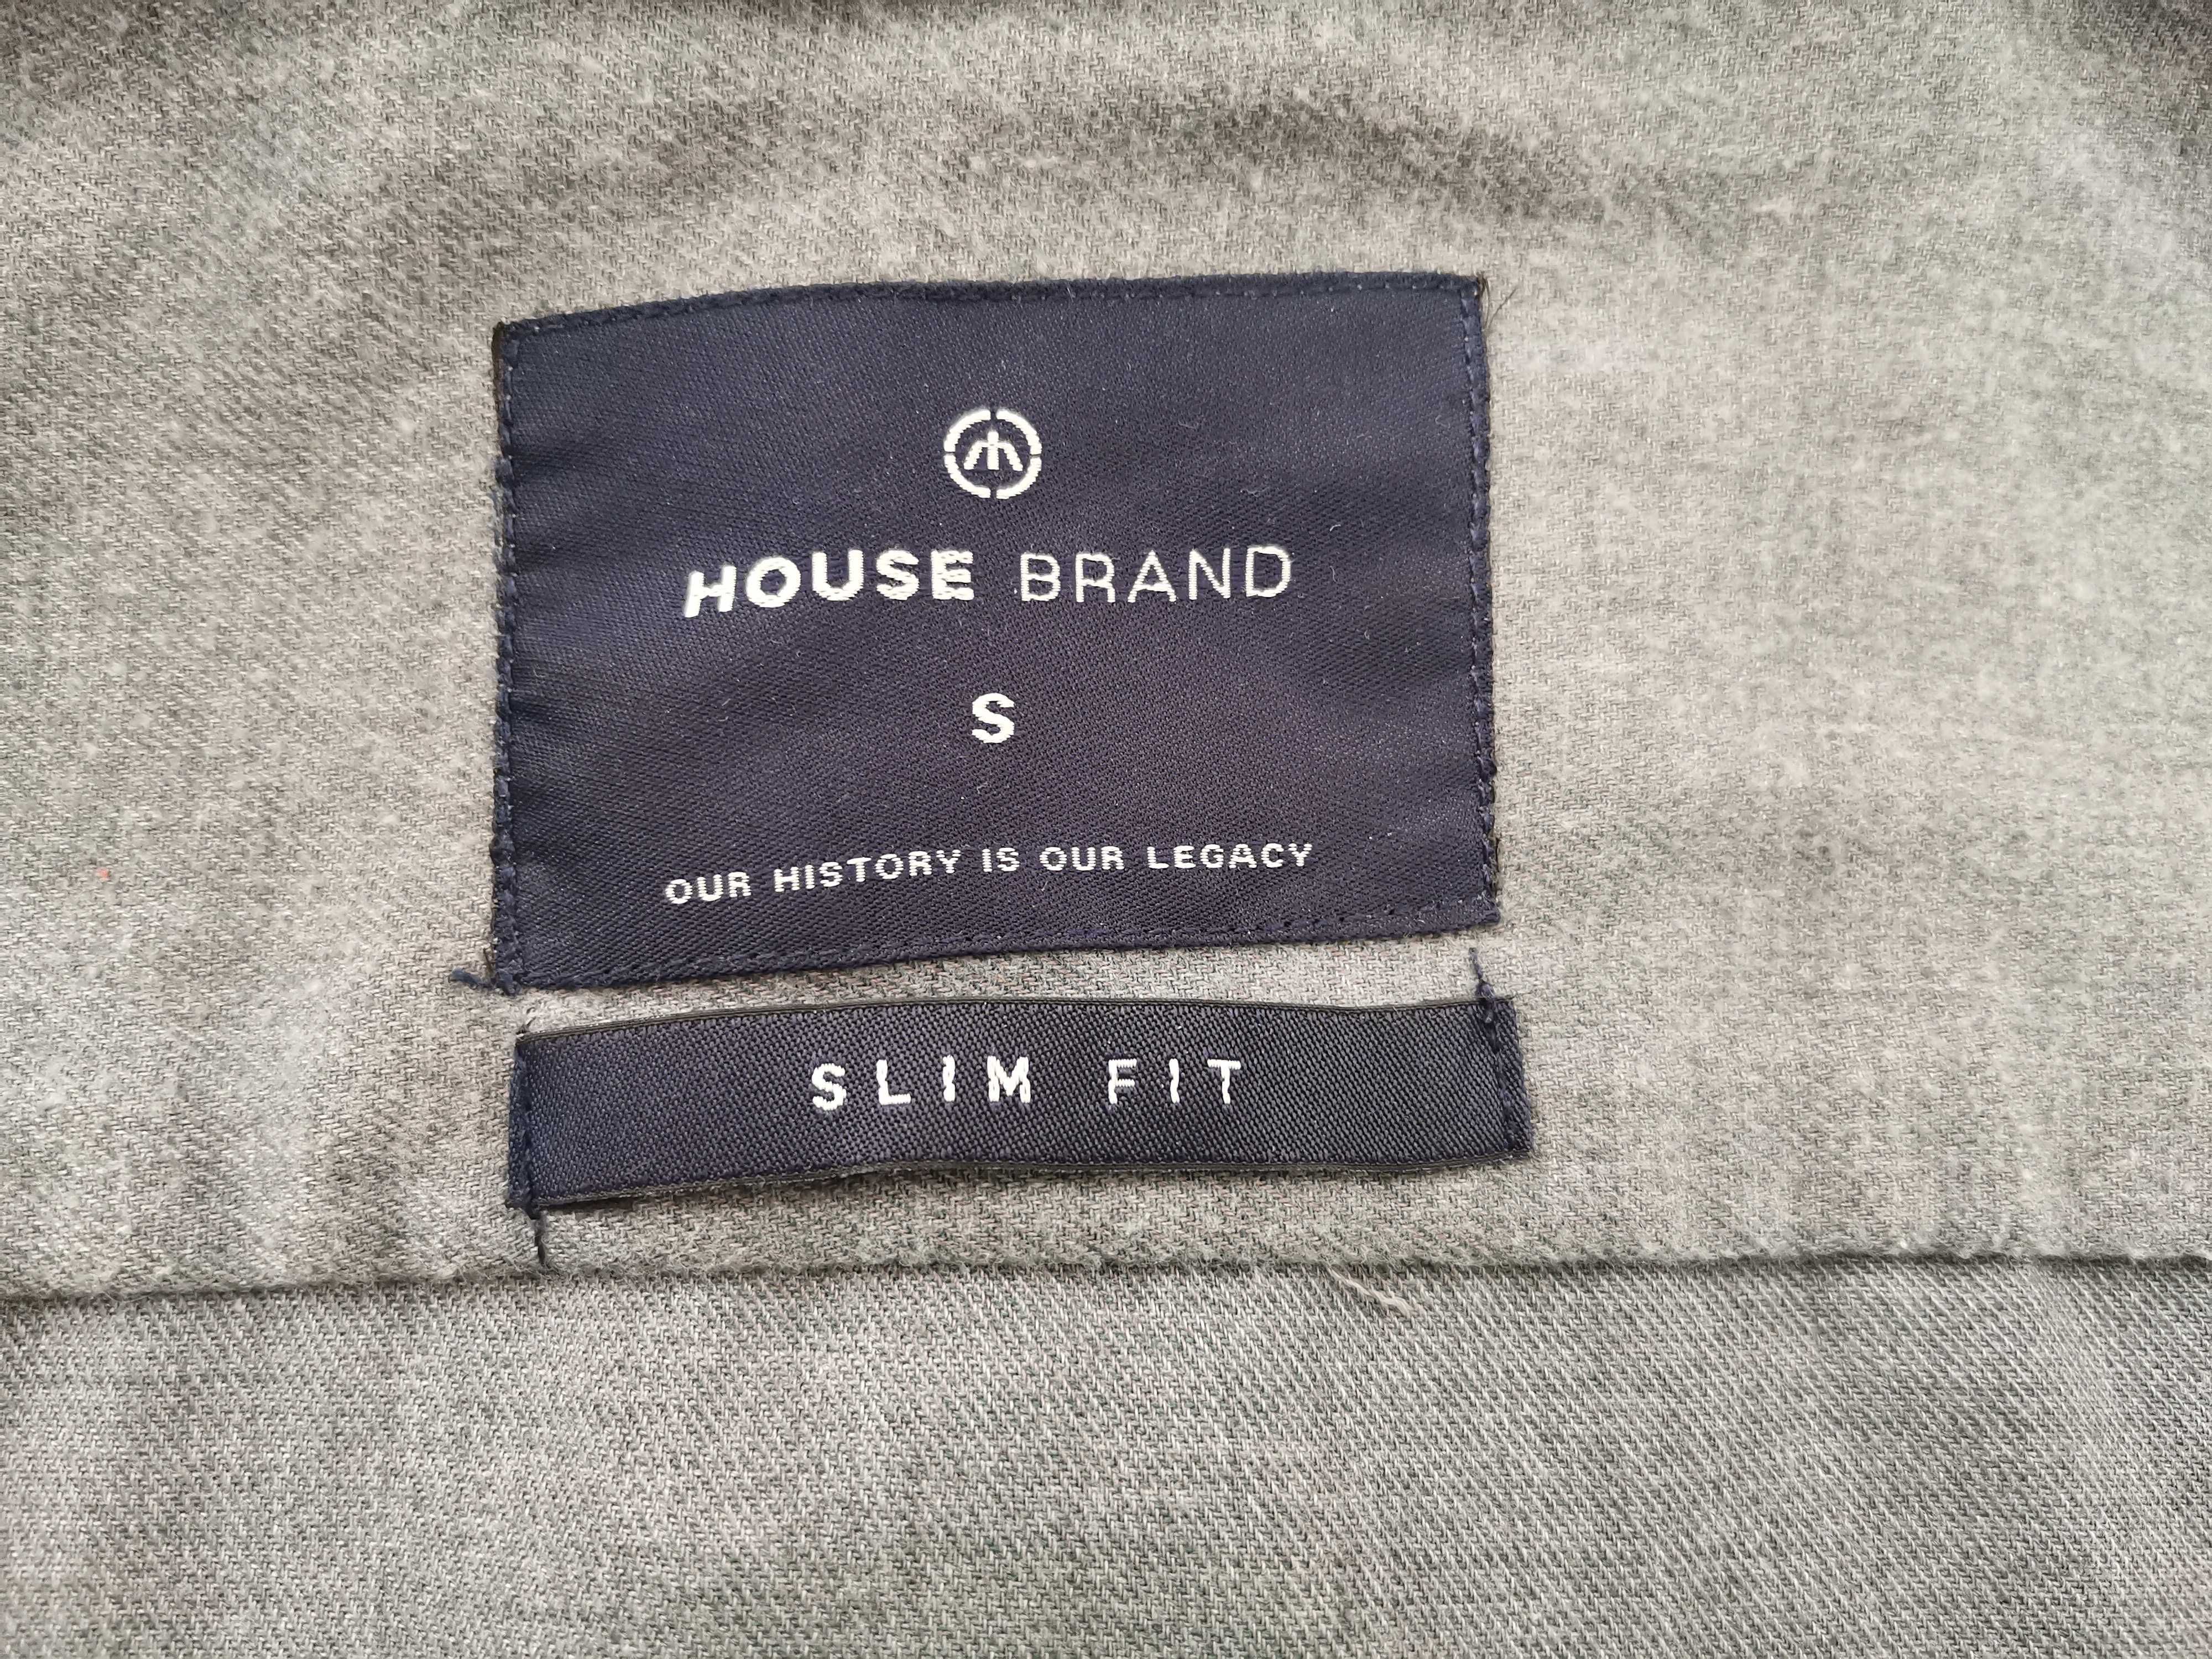 HOUSE BRAND
S
OUR HISTORY IS OUR LEGACY
SLIM FIT